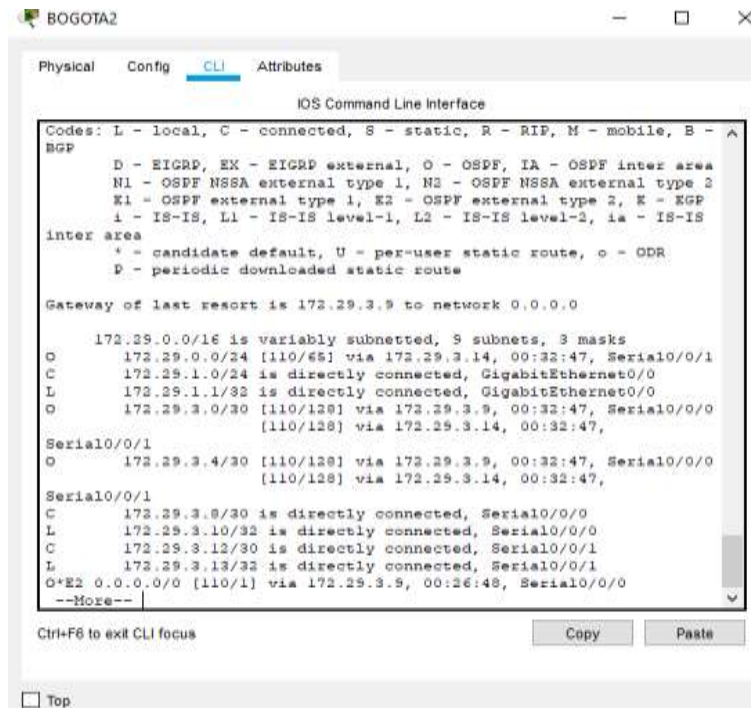 BOGOTA2
Physical Config CLI Attributes
IOS Command Line Interface
Codes: L - local, C - connected, S - static, R - RIP, M - mobile, B -
BGP
D - EIGRP, EX - EIGRP external, O - OSPF, IA - OSPF inter area
N1 - OSPF NSSA external type 1, N2 - OSPF NSSA external type 2
E1 - OSPF external type 1, E2 - OSPF external type 2, E - EGP
i - IS-IS, L1 - IS-IS level-1, L2 - IS-IS level-2, ia - IS-IS
inter area
* - candidate default, U - per-user static route, o - ODR
P - periodic downloaded static route
Gateway of last resort is 172.29.3.9 to network 0.0.0.0
172.29.0.0/16 is variably subnetted, 9 subnets, 3 masks
O 172.29.0.0/24 [110/65] via 172.29.3.14, 00:32:47, Serial0/0/1
C 172.29.1.0/24 is directly connected, GigabitEthernet0/0
L 172.29.1.1/32 is directly connected, GigabitEthernet0/0
O 172.29.3.0/30 [110/128] via 172.29.3.9, 00:32:47, Serial0/0/0
[110/128] via 172.29.3.14, 00:32:47,
Serial0/0/1
O 172.29.3.4/30 [110/128] via 172.29.3.9, 00:32:47, Serial0/0/0
[110/128] via 172.29.3.14, 00:32:47,
Serial0/0/1
C 172.29.3.8/30 is directly connected, Serial0/0/0
L 172.29.3.10/32 is directly connected, Serial0/0/0
C 172.29.3.12/30 is directly connected, Serial0/0/1
L 172.29.3.13/32 is directly connected, Serial0/0/1
O*E2 0.0.0.0/0 [110/1] via 172.29.3.9, 00:26:48, Serial0/0/0
--More--
Ctrl+F6 to exit CLI focus
Copy Paste
Top